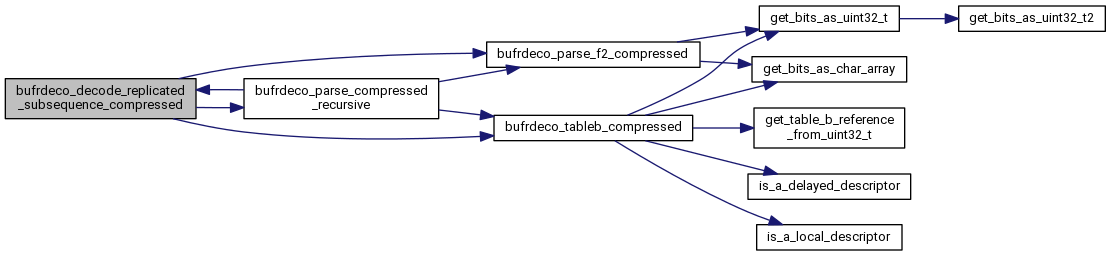 bufrdeco_decode_replicated
_subsequence_compressed
bufrdeco_parse_compressed
_recursive
bufrdeco_parse_f2_compressed
bufrdeco_tableb_compressed
get_bits_as_uint32_t
get_bits_as_char_array
get_table_b_reference
_from_uint32_t
is_a_delayed_descriptor
is_a_local_descriptor
get_bits_as_uint32_t2